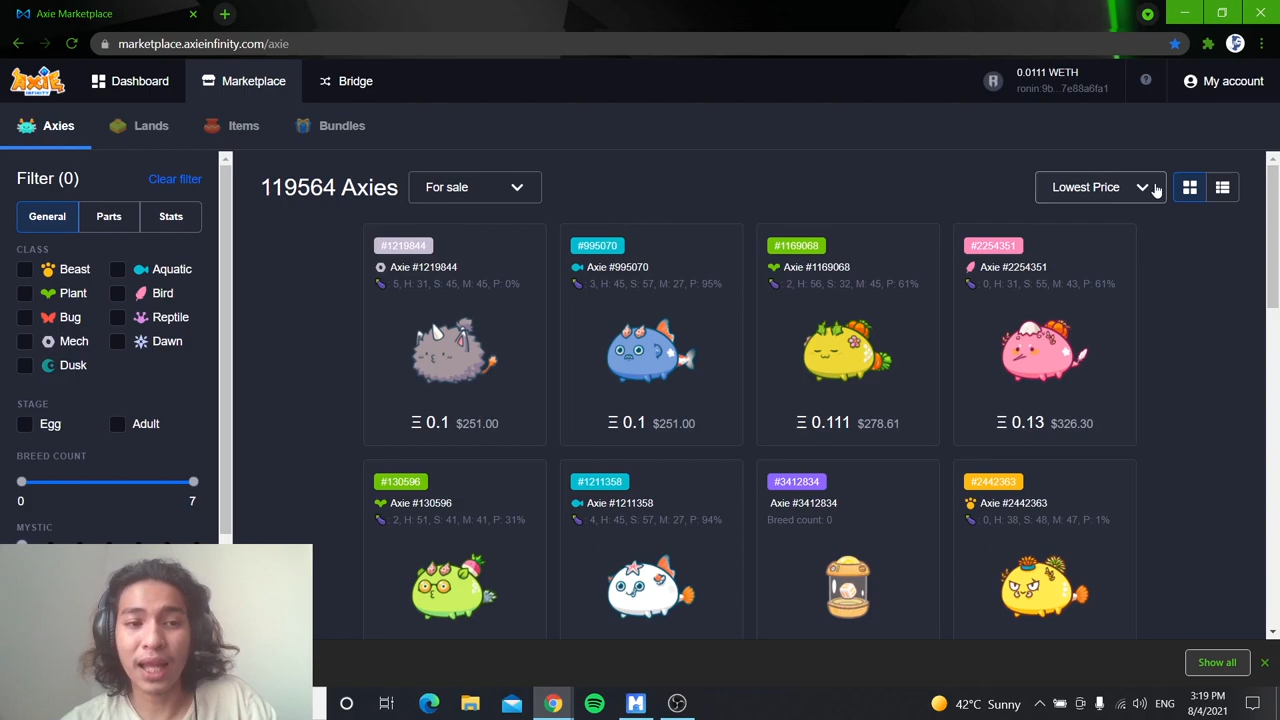 Axie Marketplace
marketplace.axieinfinity.com/axie
AXIE
INFINITY
Dashboard
Marketplace
Bridge
0.0111 WETH
ronin:9b...7e88a6fa1
My account
Axies
Lands
Items
Bundles
Filter (0)
Clear filter
General
Parts
Stats
CLASS
Beast
Aquatic
Plant
Bird
Bug
Reptile
Mech
Dawn
Dusk
STAGE
Egg
Adult
BREED COUNT
0
7
MYSTIC
119564 Axies
For sale
Lowest Price
#1219844
Axie #1219844
: 5, H: 31, S: 45, M: 45, P: 0%
Ξ 0.1 $251.00
#995070
Axie #995070
: 3, H: 45, S: 57, M: 27, P: 95%
Ξ 0.1 $251.00
#1169068
Axie #1169068
: 2, H: 56, S: 32, M: 45, P: 61%
Ξ 0.111 $278.61
#2254351
Axie #2254351
: 0, H: 31, S: 55, M: 43, P: 61%
Ξ 0.13 $326.30
#130596
Axie #130596
: 2, H: 51, S: 41, M: 41, P: 31%
#1211358
Axie #1211358
: 4, H: 45, S: 57, M: 27, P: 94%
#3412834
Axie #3412834
Breed count: 0
#2442363
Axie #2442363
: 0, H: 38, S: 48, M: 47, P: 1%
Show all
42°C Sunny
ENG
3:19 PM
8/4/2021